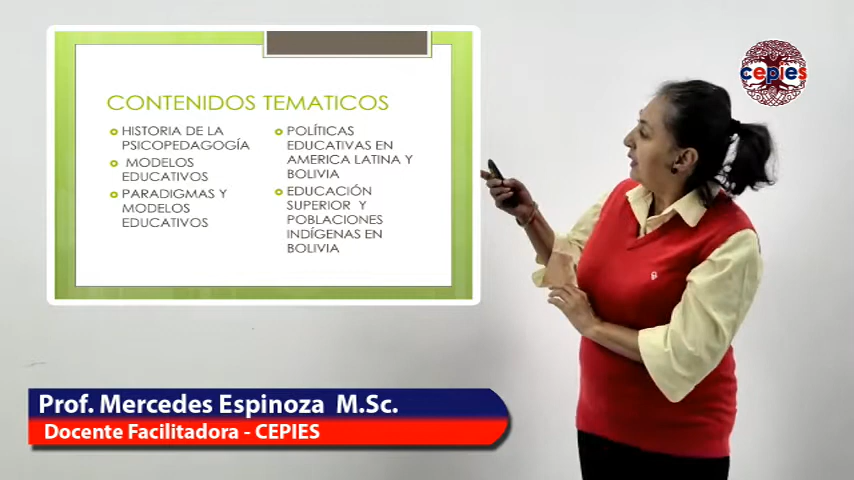 CONTENIDOS TEMATICOS
HISTORIA DE LA
PSICOPEDAGOGÍA
MODELOS
EDUCATIVOS
PARADIGMAS Y
MODELOS
EDUCATIVOS
POLÍTICAS
EDUCATIVAS EN
AMERICA LATINA Y
BOLIVIA
EDUCACIÓN
SUPERIOR Y
POBLACIONES
INDÍGENAS EN
BOLIVIA
cepies
Prof. Mercedes Espinoza M.Sc.
Docente Facilitadora - CEPIES